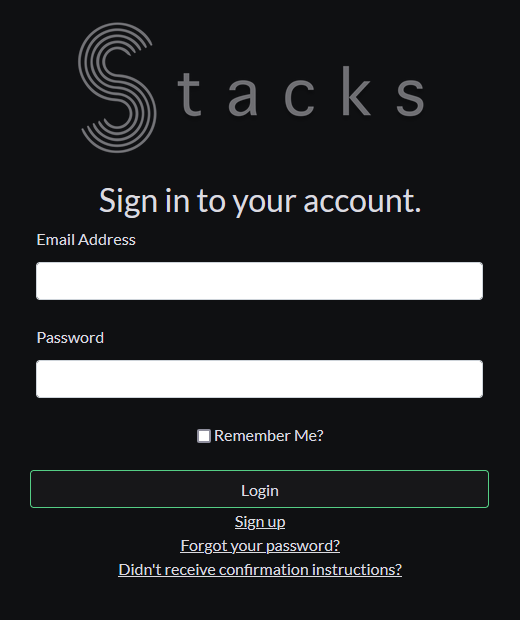 Stacks
Sign in to your account.
Email Address
Password
Remember Me?
Login
Sign up
Forgot your password?
Didn't receive confirmation instructions?